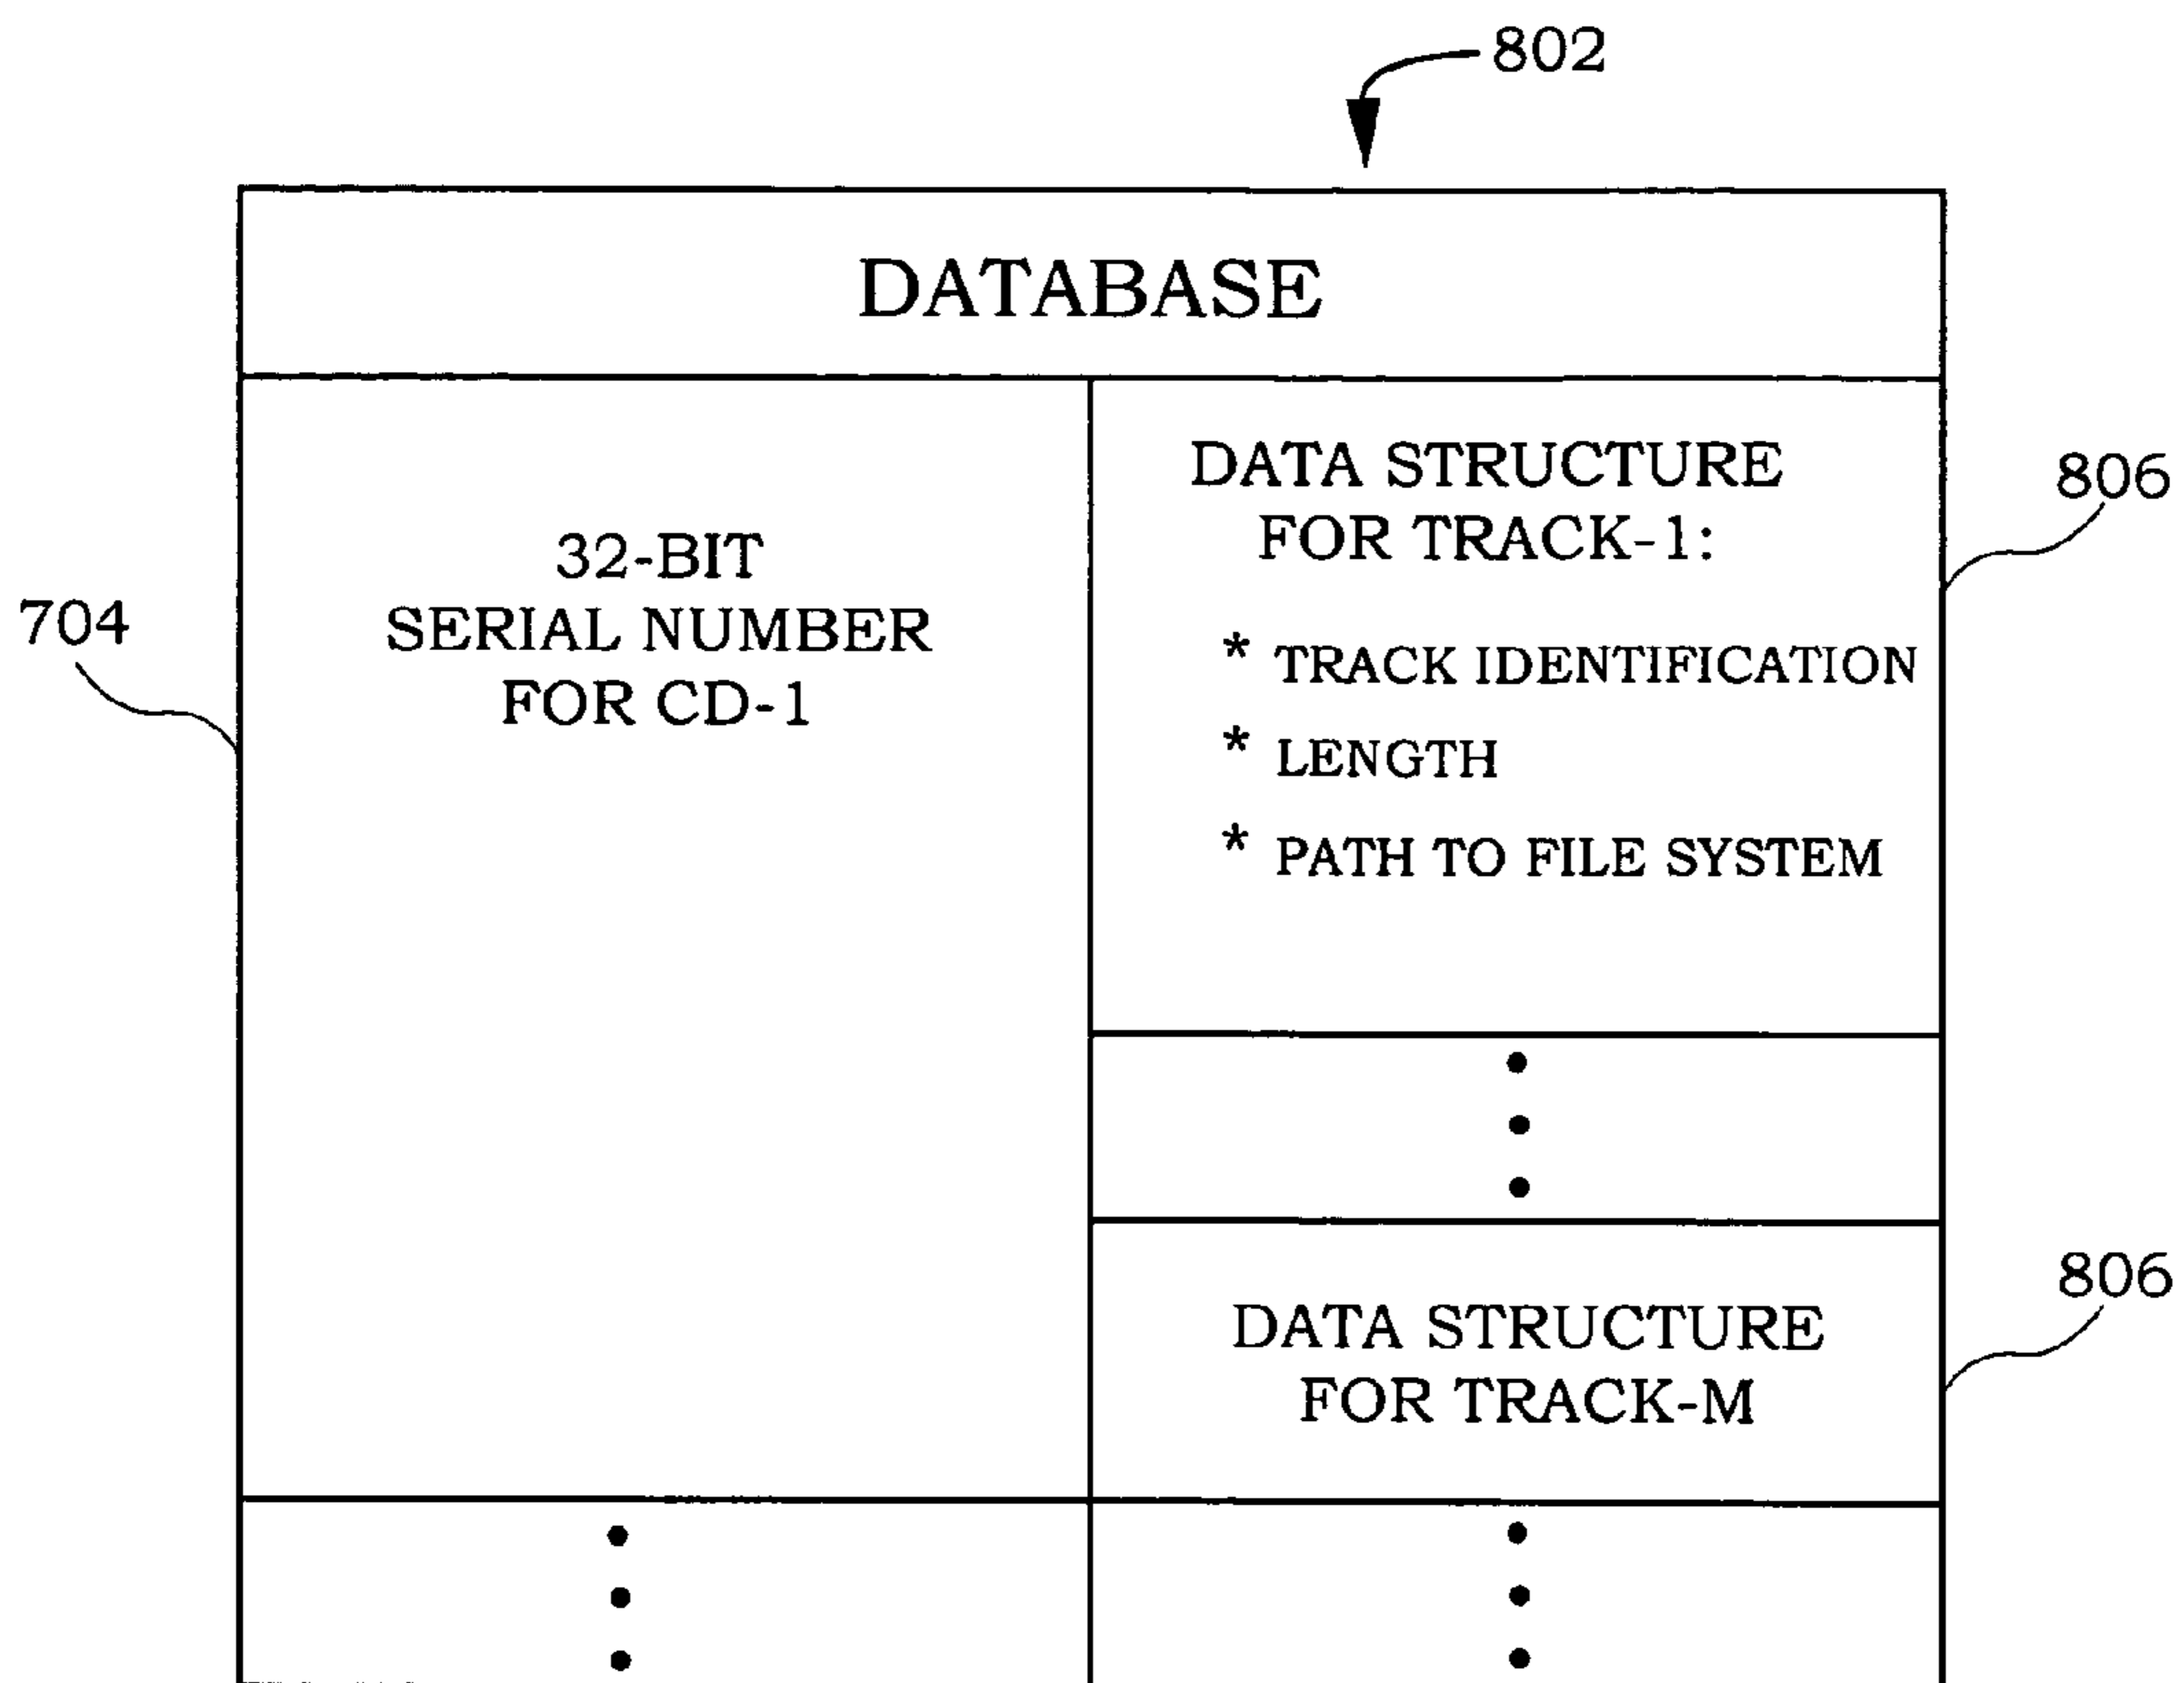 802
DATABASE
32-BIT
SERIAL NUMBER
FOR CD-1
704
DATA STRUCTURE
FOR TRACK-1:
* TRACK IDENTIFICATION
* LENGTH
* PATH TO FILE SYSTEM
806
DATA STRUCTURE
FOR TRACK-M
806